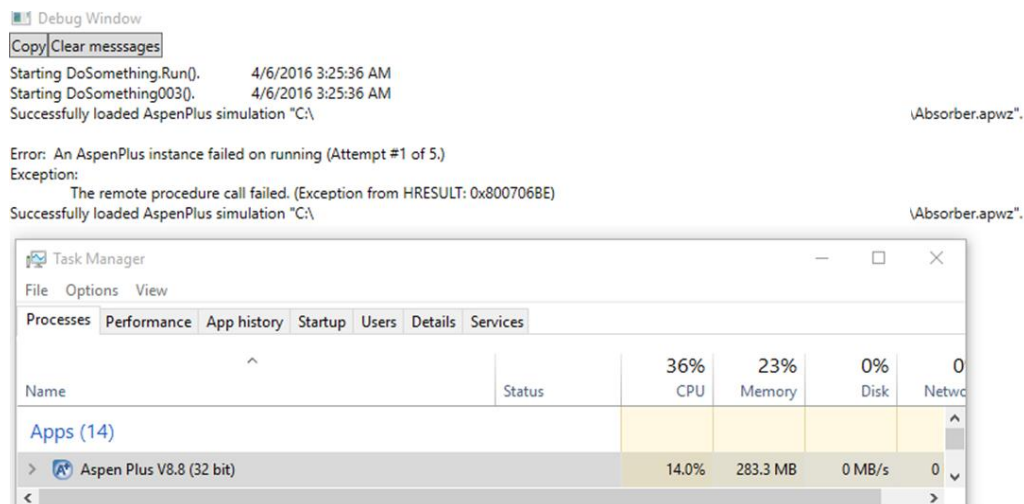 Debug Window
Copy Clear messsages
Starting DoSomething.Run(). 4/6/2016 3:25:36 AM
Starting DoSomething003(). 4/6/2016 3:25:36 AM
Successfully loaded AspenPlus simulation "C:\ \Absorber.apwz".
Error: An AspenPlus instance failed on running (Attempt #1 of 5.)
Exception:
The remote procedure call failed. (Exception from HRESULT: 0x800706BE)
Successfully loaded AspenPlus simulation "C:\ \Absorber.apwz".
Task Manager
File Options View
Processes Performance App history Startup Users Details Services
36% 23% 0% 0
Name Status CPU Memory Disk Netwo
Apps (14)
Aspen Plus V8.8 (32 bit) 14.0% 283.3 MB 0 MB/s 0